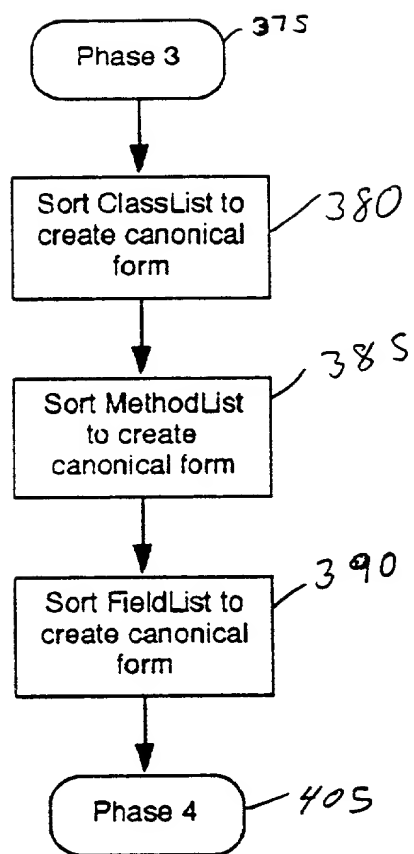 Phase 3
375
Sort ClassList to
create canonical
form
380
Sort MethodList
to create
canonical form
385
Sort FieldList to
create canonical
form
390
Phase 4
405